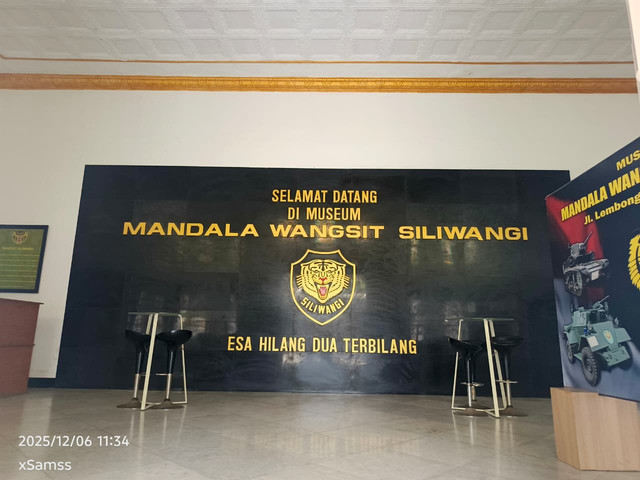 SELAMAT DATANG
DI MUSEUM
MANDALA WANGSIT SILIWANGI
SILIWANGI
ESA HILANG DUA TERBILANG
MANDALA
Jl. Lembong
2025/12/06 11:34
xSamss